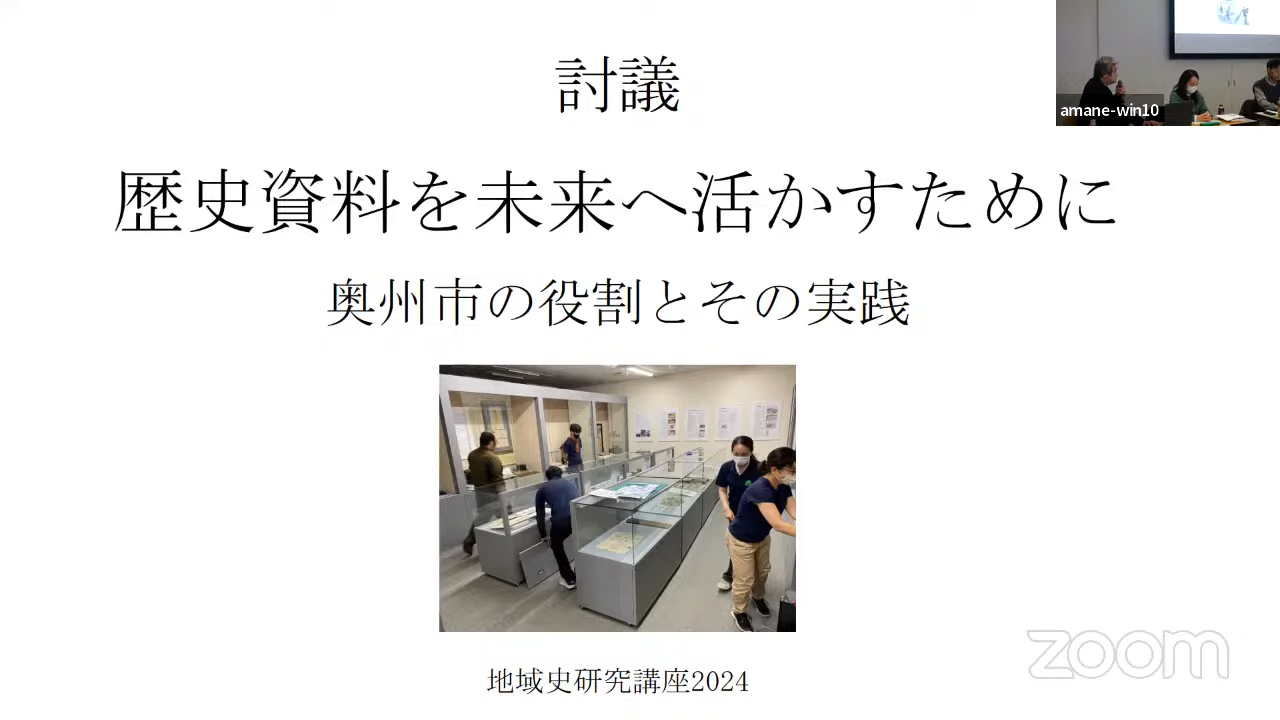 討議
歴史資料を未来へ活かすために
奥州市の役割とその実践
地域史研究講座2024
amane-win10
zoom